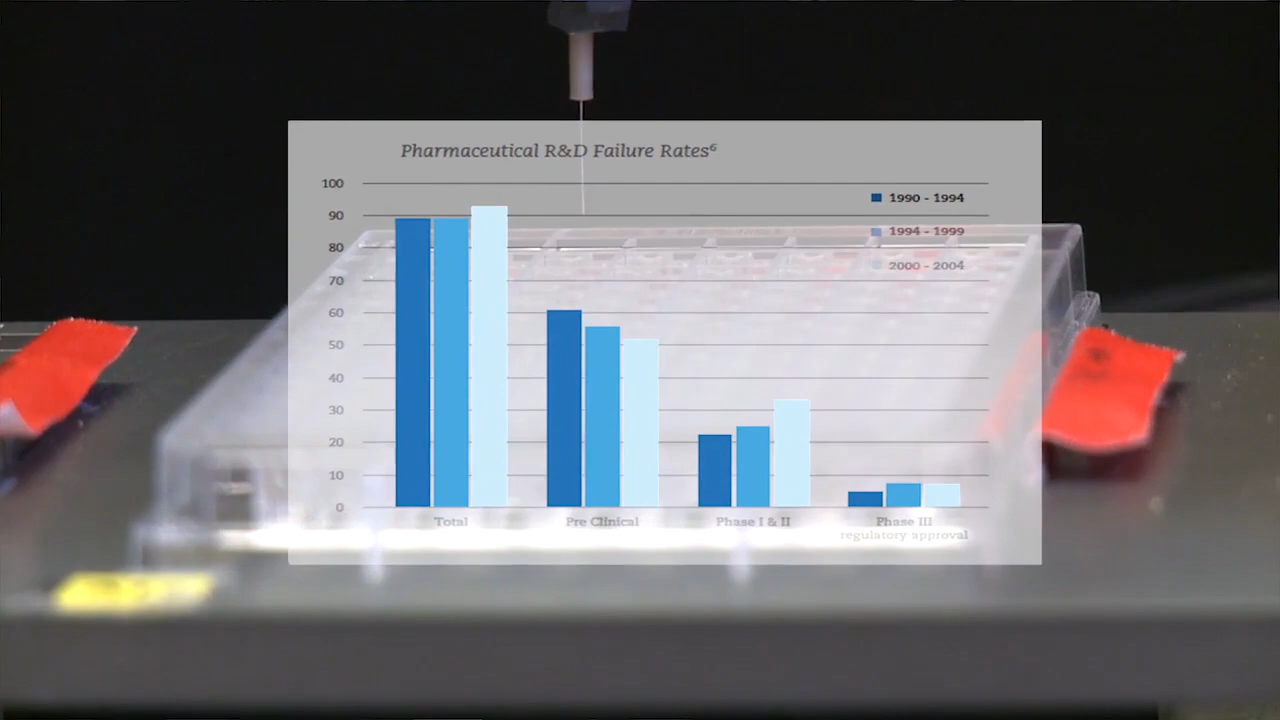 Pharmaceutical R&D Failure Rates⁶
100
90
80
70
60
50
40
30
20
10
0
1990 - 1994
1994 - 1999
2000 - 2004
Total
Pre Clinical
Phase I & II
Phase III
regulatory approval